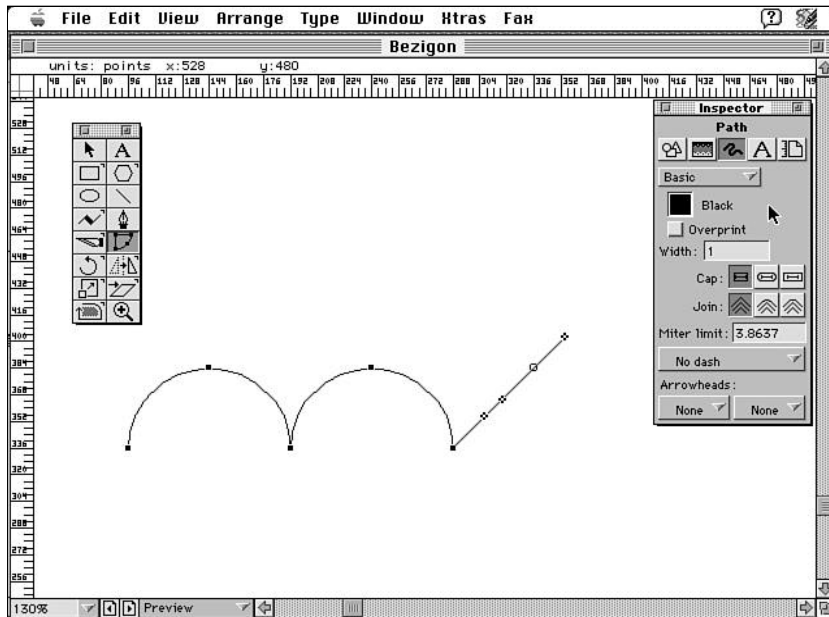 File Edit View Arrange Type Window Xtras Fax
Bezigon
units: points x:528 y:480
48 64 80 96 112 128 144 160 176 192 208 224 240 256 272 288 304 320 336 352 368 384 400 416 432 448 464 480 49
528
512
496
480
464
448
432
416
400
384
368
352
336
320
304
288
272
256
A
Inspector
Path
A
Basic
Black
Overprint
Width: 1
Cap:
Join:
Miter limit: 3.8637
No dash
Arrowheads:
None None
130% Preview